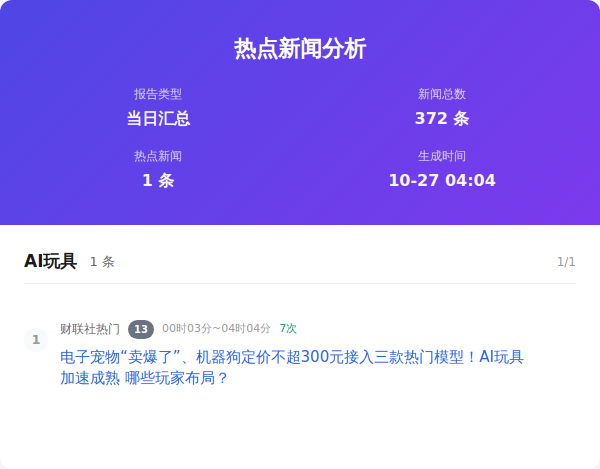 热点新闻分析
报告类型
新闻总数
当日汇总
372 条
热点新闻
生成时间
1 条
10-27 04:04
AI玩具 1 条 1/1
1
财联社热门 13 00时03分~04时04分 7次
电子宠物“卖爆了”、机器狗定价不超300元接入三款热门模型！AI玩具
加速成熟 哪些玩家布局？